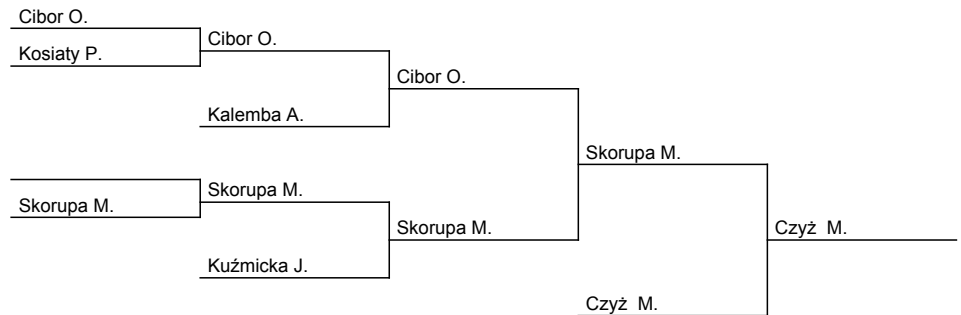 Cibor O.
Kosiaty P.
Cibor O.
Kalemba A.
Cibor O.
Skorupa M.
Skorupa M.
Kuźmicka J.
Skorupa M.
Skorupa M.
Czyż  M.
Czyż  M.